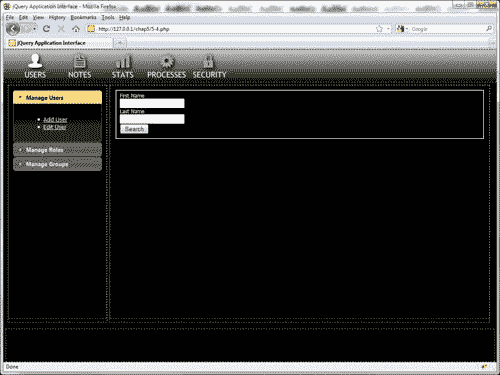 jQuery Application Interface - Mozilla Firefox
File Edit View History Bookmarks Tools Help
http://127.0.0.1/chap5/5-4.php
Google
jQuery Application Interface
USERS NOTES STATS PROCESSES SECURITY
Manage Users
Add User
Edit User
Manage Roles
Manage Groups
First Name
Last Name
Search
Done